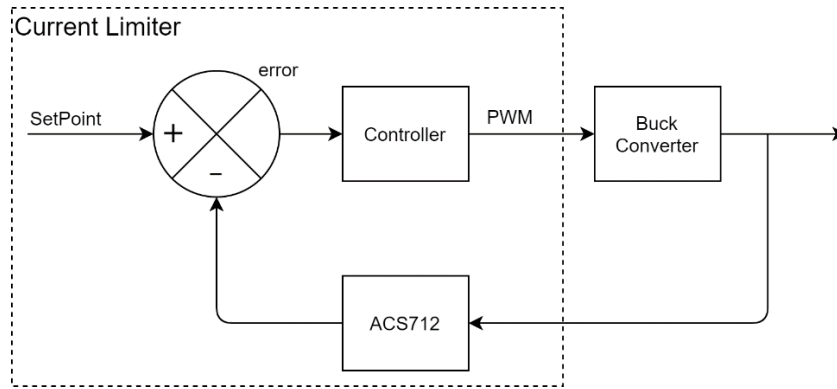 Current Limiter
error
SetPoint
+
Controller
PWM
Buck
Converter
-
ACS712